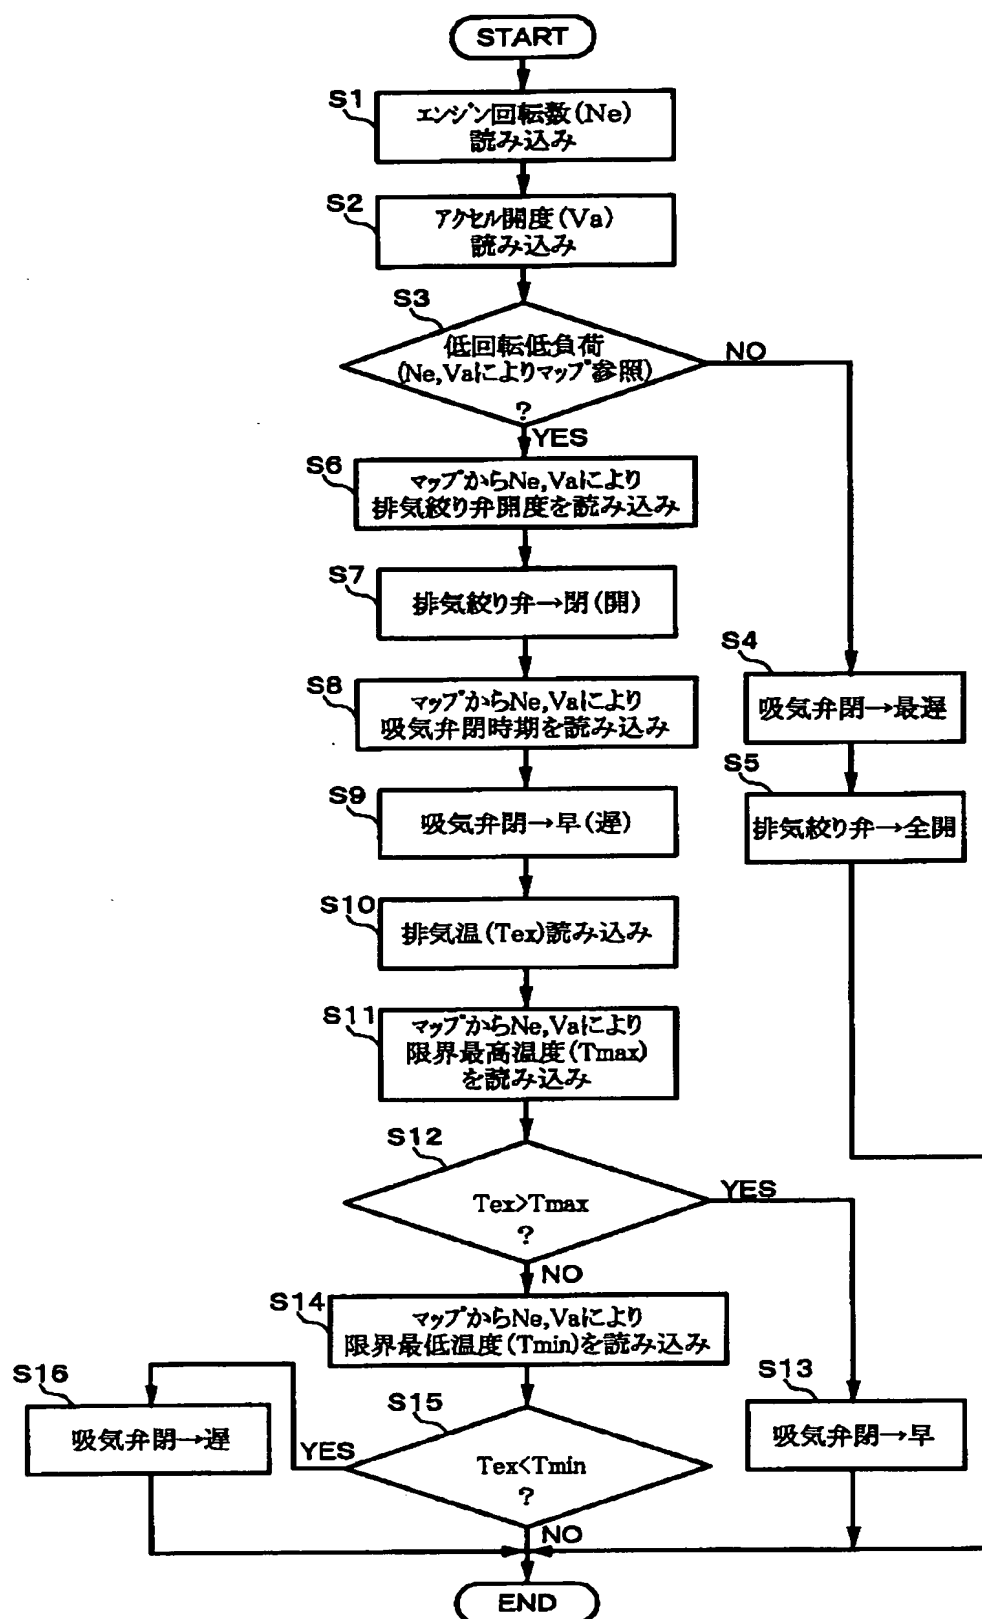 START
S1
エンジン回転数(Ne)
読み込み
S2
アクセル開度(Va)
読み込み
S3
低回転低負荷
(Ne,Vaによりマップ参照)
?
NO
YES
S6
マップからNe,Vaにより
排気絞り弁開度を読み込み
S7
排気絞り弁→閉(開)
S8
マップからNe,Vaにより
吸気弁閉時期を読み込み
S9
吸気弁閉→早(遅)
S4
吸気弁閉→最遅
S5
排気絞り弁→全開
S10
排気温(Tex)読み込み
S11
マップからNe,Vaにより
限界最高温度(Tmax)
を読み込み
S12
Tex>Tmax
?
YES
NO
S14
マップからNe,Vaにより
限界最低温度(Tmin)を読み込み
S13
吸気弁閉→早
S15
Tex<Tmin
?
YES
S16
吸気弁閉→遅
NO
END